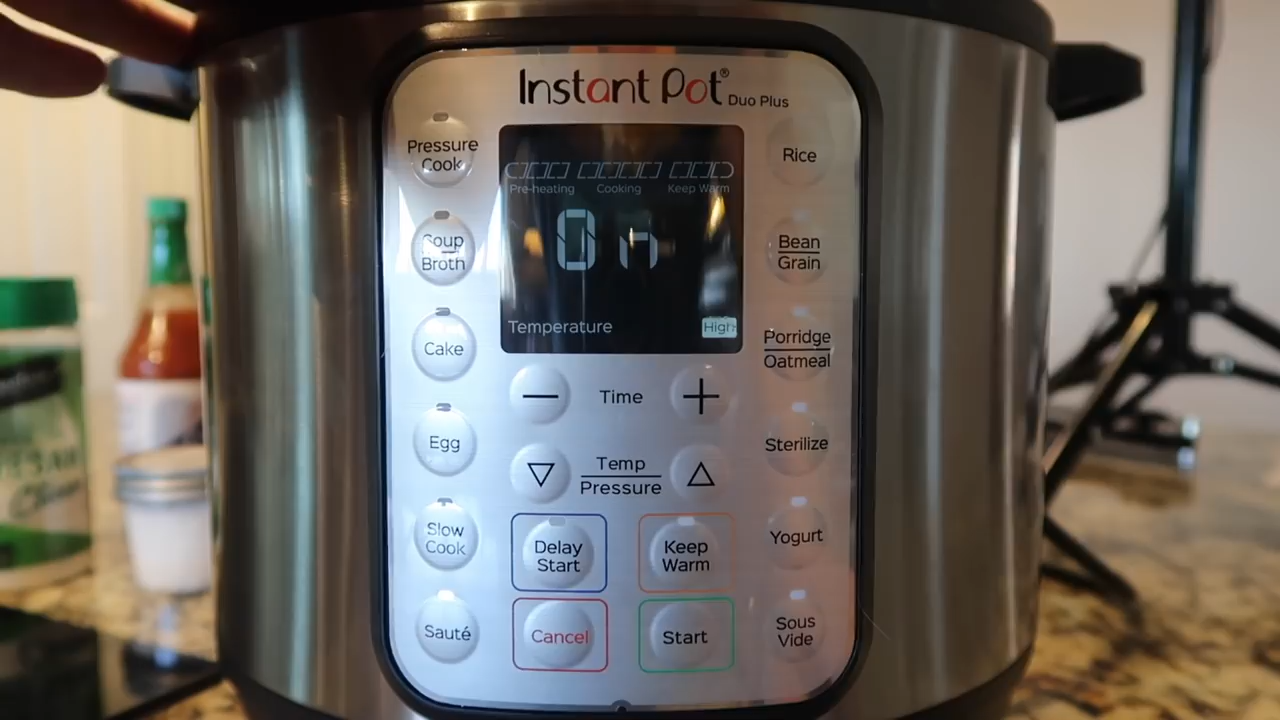 Instant Pot® Duo Plus
Pre-heating Cooking Keep Warm
On
Temperature High
Pressure
Cook
Soup
Broth
Cake
Egg
Slow
Cook
Sauté
Time
Temp
Pressure
Delay
Start
Keep
Warm
Cancel
Start
Rice
Bean
Grain
Porridge
Oatmeal
Sterilize
Yogurt
Sous
Vide